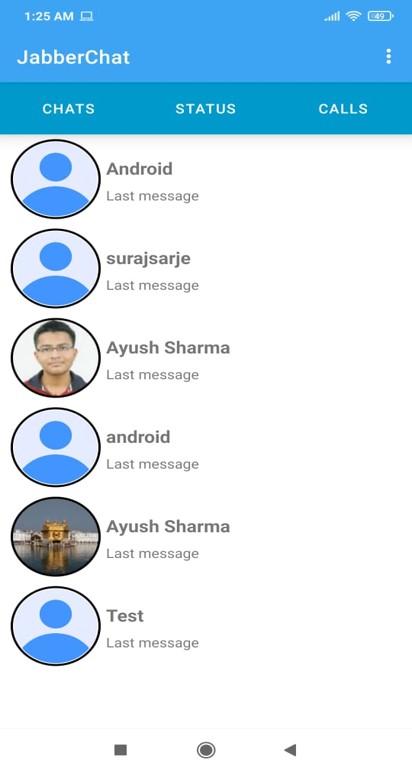 1:25 AM
49
JabberChat
CHATS STATUS CALLS
Android
Last message
surajsarje
Last message
Ayush Sharma
Last message
android
Last message
Ayush Sharma
Last message
Test
Last message